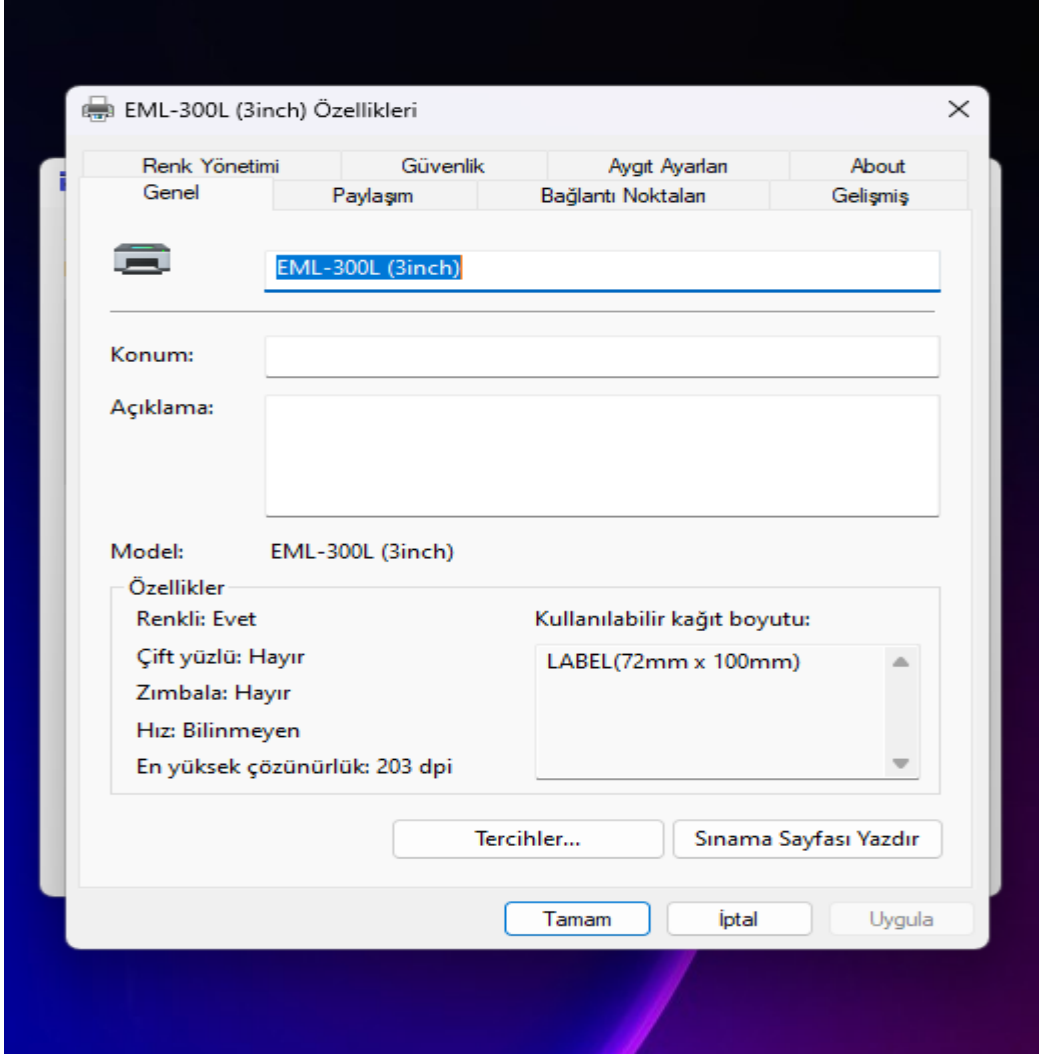 EML-300L (3inch) Özellikleri
Renk Yönetimi Güvenlik Aygıt Ayarları About
Genel Paylaşım Bağlantı Noktaları Gelişmiş
EML-300L (3inch)
Konum:
Açıklama:
Model: EML-300L (3inch)
Özellikler
Renkli: Evet
Çift yüzlü: Hayır
Zımbala: Hayır
Hız: Bilinmeyen
En yüksek çözünürlük: 203 dpi
Kullanılabilir kağıt boyutu:
LABEL(72mm x 100mm)
Tercihler... Sınama Sayfası Yazdır
Tamam İptal Uygula